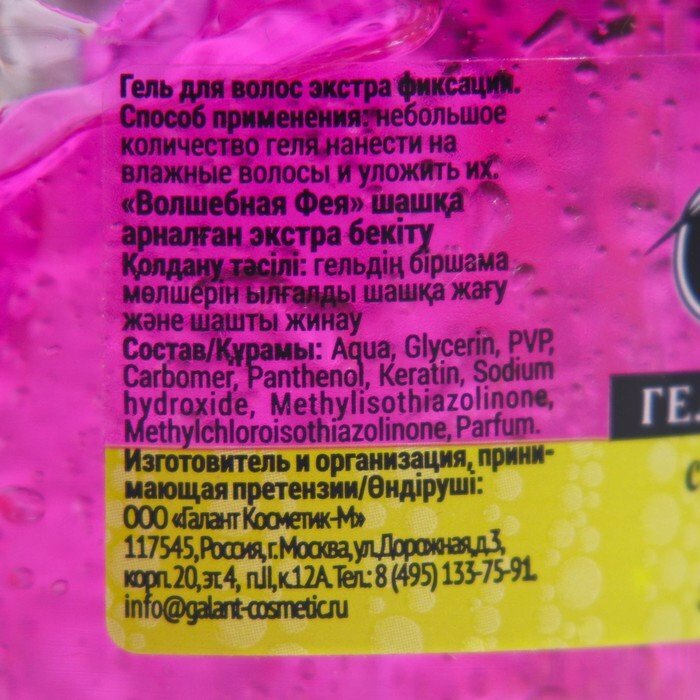 Гель для волос экстра фиксации.
Способ применения: небольшое
количество геля нанести на
влажные волосы и уложить их.
«Волшебная Фея» шашқа
арналған экстра бекіту
Қолдану тәсілі: гельдің біршама
мөлшерін ылғалды шашқа жағу
және шашты жинау
Состав/Құрамы: Aqua, Glycerin, PVP,
Carbomer, Panthenol, Keratin, Sodium
hydroxide, Methylisothiazolinone,
Methylchloroisothiazolinone, Parfum.
Изготовитель и организация, прини-
мающая претензии/Өндіруші:
ООО «Галант Косметик-М»
117545, Россия, г. Москва, ул. Дорожная, д.3,
корп. 20, эт. 4, п.II, к.12А. Тел.: 8 (495) 133-75-91.
info@galant-cosmetic.ru
ГЕЛ